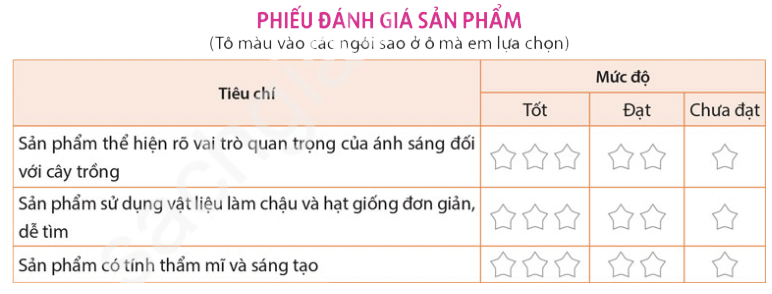 PHIẾU ĐÁNH GIÁ SẢN PHẨM
(Tô màu vào các ngôi sao ở ô mà em lựa chọn)
Tiêu chí
Mức độ
Tốt
Đạt
Chưa đạt
Sản phẩm thể hiện rõ vai trò quan trọng của ánh sáng đối
với cây trồng
Sản phẩm sử dụng vật liệu làm chậu và hạt giống đơn giản,
dễ tìm
Sản phẩm có tính thẩm mĩ và sáng tạo